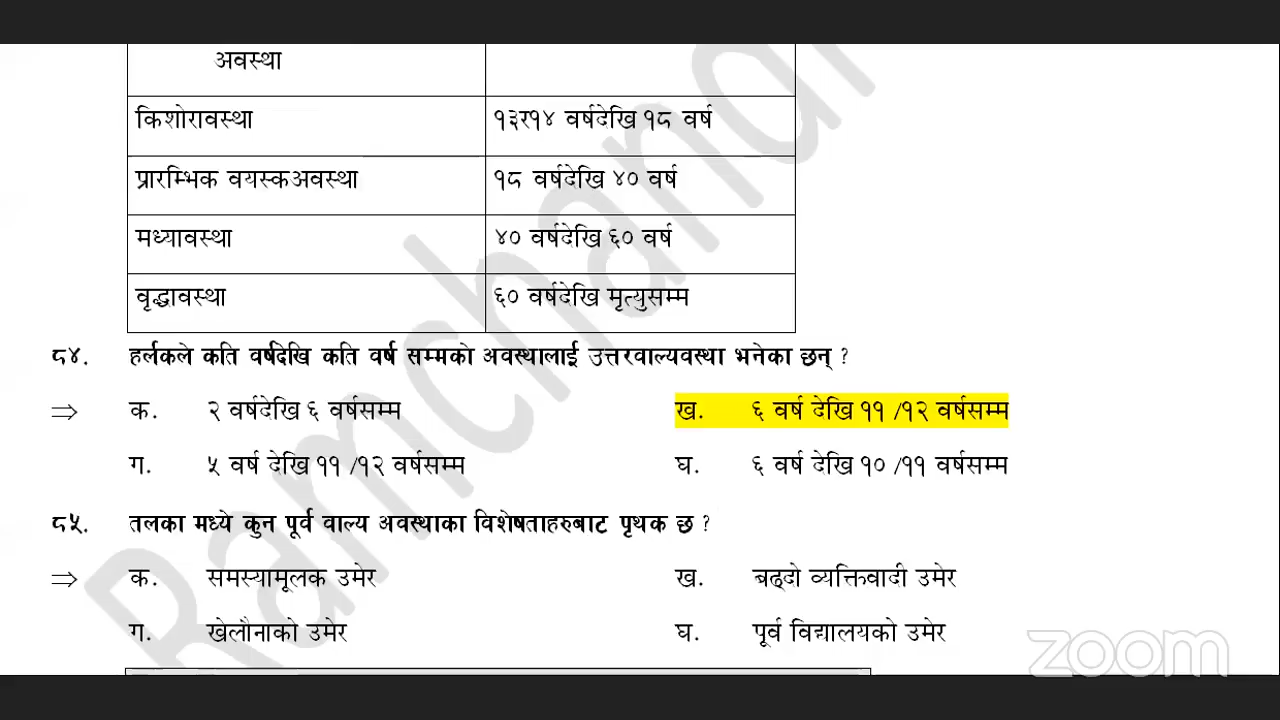 अवस्था
किशोरावस्था १३र१४ वर्षदेखि १८ वर्ष
प्रारम्भिक वयस्कअवस्था १८ वर्षदेखि ४० वर्ष
मध्यावस्था ४० वर्षदेखि ६० वर्ष
वृद्धावस्था ६० वर्षदेखि मृत्युसम्म
८४. हर्लकले कति वर्षदेखि कति वर्ष सम्मको अवस्थालाई उत्तरवाल्यवस्था भनेका छन् ?
⇒ क. २ वर्षदेखि ६ वर्षसम्म ख. ६ वर्ष देखि ११ /१२ वर्षसम्म
ग. ५ वर्ष देखि ११ /१२ वर्षसम्म घ. ६ वर्ष देखि १० /११ वर्षसम्म
८५. तलका मध्ये कुन पूर्व वाल्य अवस्थाका विशेषताहरुबाट पृथक छ ?
⇒ क. समस्यामूलक उमेर ख. बढ्दो व्यक्तिवादी उमेर
ग. खेलौनाको उमेर घ. पूर्व विद्यालयको उमेर
Ramchand
zoom